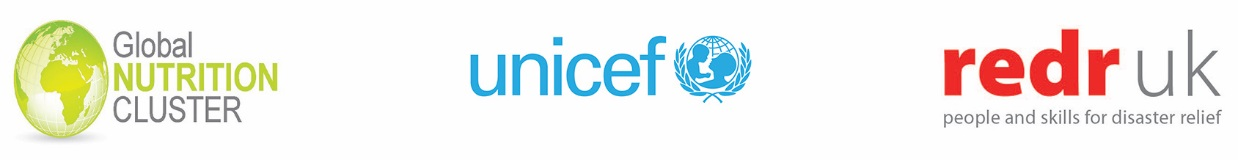 Global
NUTRITION
CLUSTER
unicef
redr uk
people and skills for disaster relief